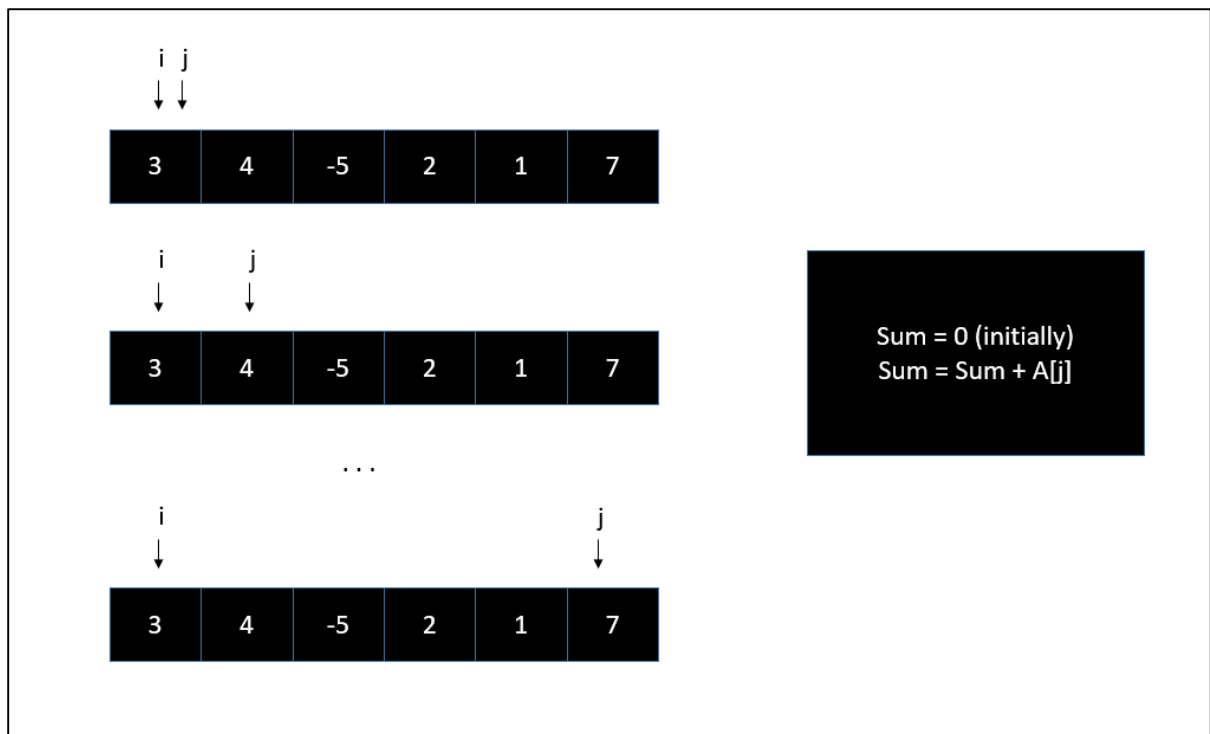 i j
3 4 -5 2 1 7
i j
3 4 -5 2 1 7
Sum = 0 (initially)
Sum = Sum + A[j]
. . .
i j
3 4 -5 2 1 7